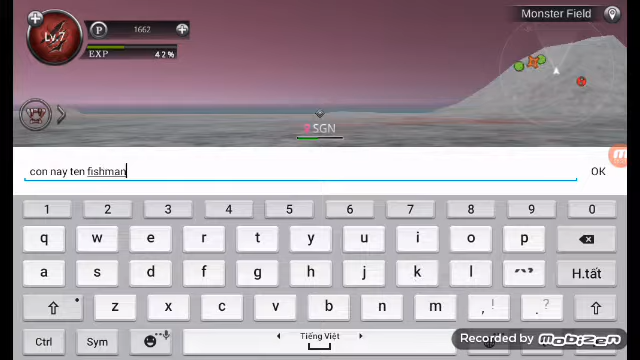 Monster Field
Lv.7
P 1662
EXP 42%
SGN
con nay ten fishman
OK
1 2 3 4 5 6 7 8 9 0
q w e r t y u i o p
a s d f g h j k l H.tất
z x c v b n m , ! . ?
Ctrl Sym Tiếng Việt
Recorded by Mobizen